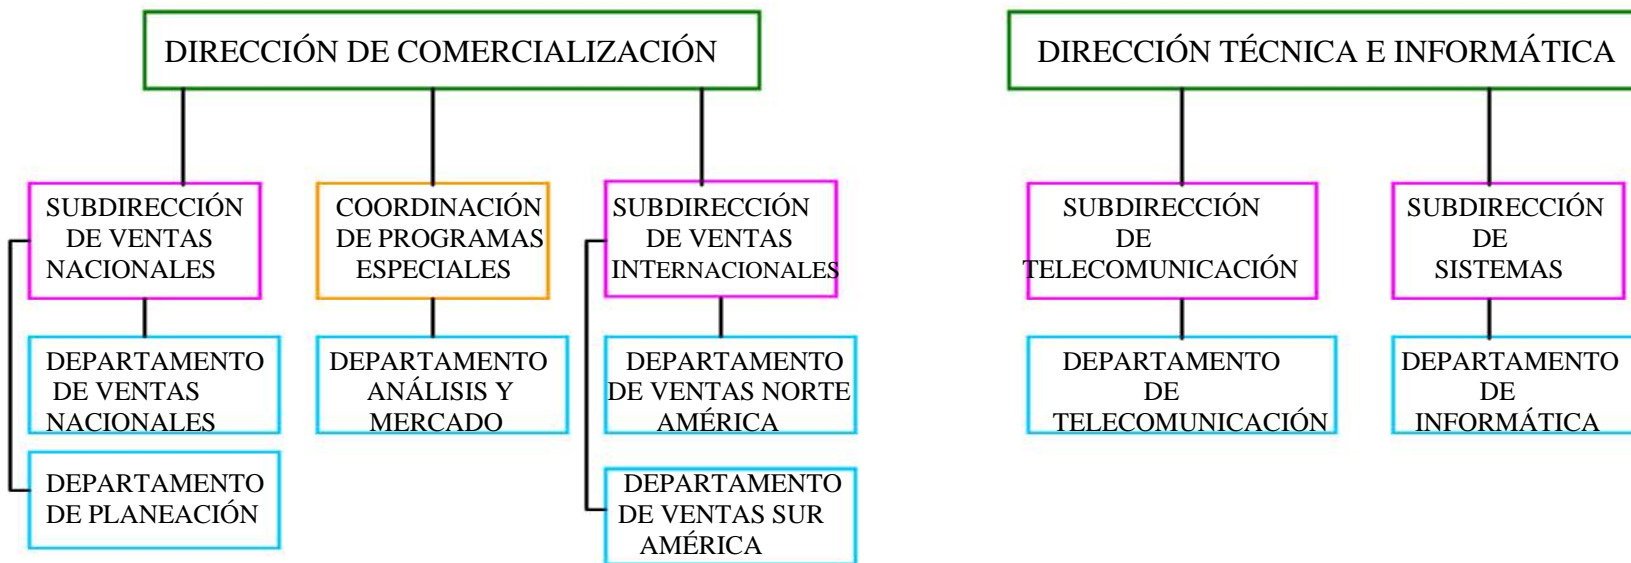 DIRECCIÓN DE COMERCIALIZACIÓN
DIRECCIÓN TÉCNICA E INFORMÁTICA
SUBDIRECCIÓN
DE VENTAS
NACIONALES
COORDINACIÓN
DE PROGRAMAS
ESPECIALES
SUBDIRECCIÓN
DE VENTAS
INTERNACIONALES
SUBDIRECCIÓN
DE
TELECOMUNICACIÓN
SUBDIRECCIÓN
DE
SISTEMAS
DEPARTAMENTO
DE VENTAS
NACIONALES
DEPARTAMENTO
ANÁLISIS Y
MERCADO
DEPARTAMENTO
DE VENTAS NORTE
AMÉRICA
DEPARTAMENTO
DE
TELECOMUNICACIÓN
DEPARTAMENTO
DE
INFORMÁTICA
DEPARTAMENTO
DE PLANEACIÓN
DEPARTAMENTO
DE VENTAS SUR
AMÉRICA